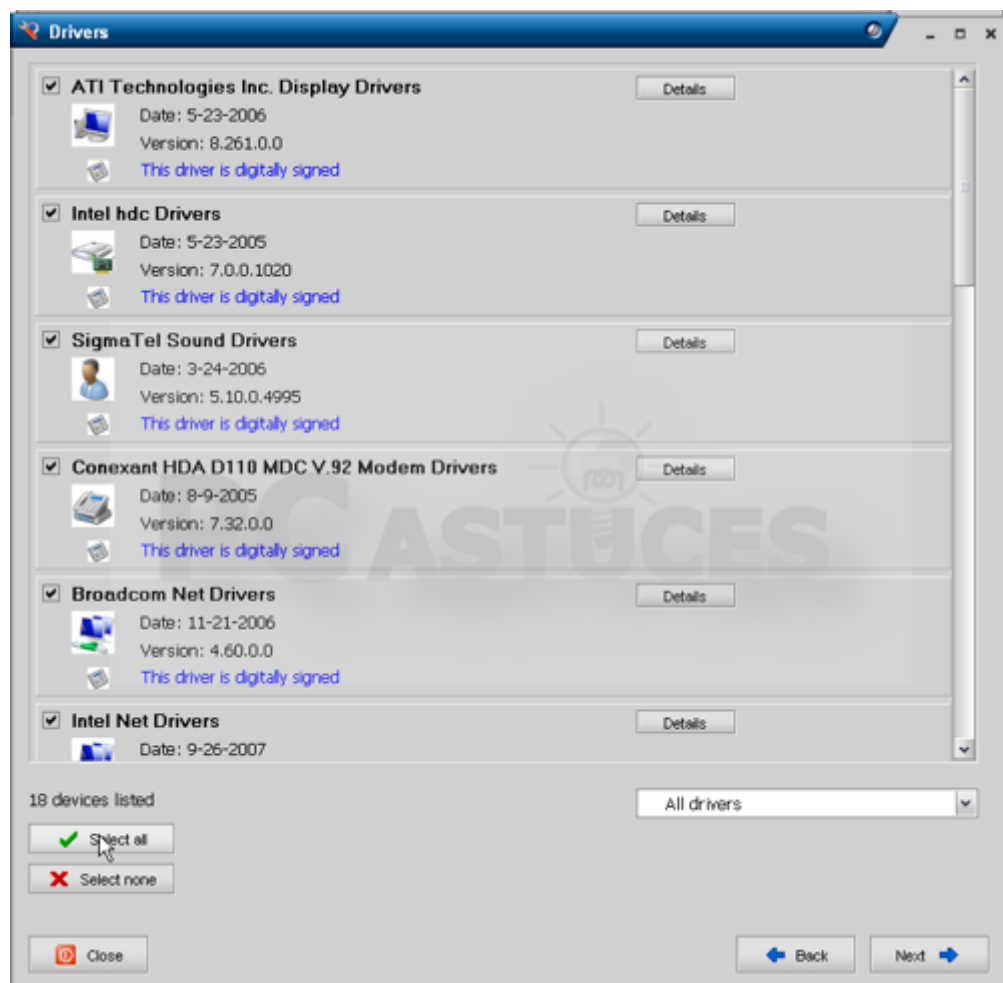 Drivers
ATI Technologies Inc. Display Drivers
Details
Date: 5-23-2006
Version: 8.261.0.0
This driver is digitally signed
Intel hdc Drivers
Details
Date: 5-23-2005
Version: 7.0.0.1020
This driver is digitally signed
SigmaTel Sound Drivers
Details
Date: 3-24-2006
Version: 5.10.0.4995
This driver is digitally signed
Conexant HDA D110 MDC V.92 Modem Drivers
Details
Date: 8-9-2005
Version: 7.32.0.0
This driver is digitally signed
PC ASTUCES
Broadcom Net Drivers
Details
Date: 11-21-2006
Version: 4.60.0.0
This driver is digitally signed
Intel Net Drivers
Details
Date: 9-26-2007
18 devices listed
All drivers
Select all
Select none
Close
Back
Next